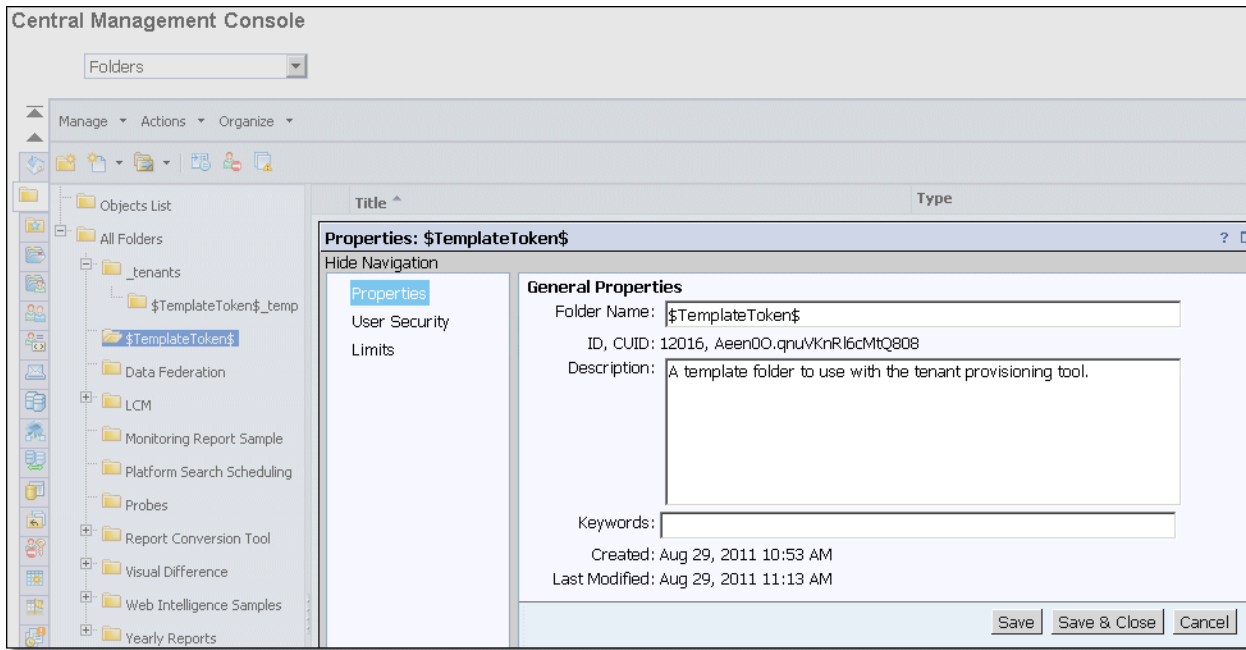 Central Management Console
Folders
Manage Actions Organize
Objects List
All Folders
_tenants
$TemplateToken$_temp
$TemplateToken$
Data Federation
LCM
Monitoring Report Sample
Platform Search Scheduling
Probes
Report Conversion Tool
Visual Difference
Web Intelligence Samples
Yearly Reports
Title Type
Properties: $TemplateToken$ ?
Hide Navigation
Properties
User Security
Limits
General Properties
Folder Name: $TemplateToken$
ID, CUID: 12016, Aeen0O.qnuVKnRl6cMtQ808
Description: A template folder to use with the tenant provisioning tool.
Keywords:
Created: Aug 29, 2011 10:53 AM
Last Modified: Aug 29, 2011 11:13 AM
Save Save & Close Cancel